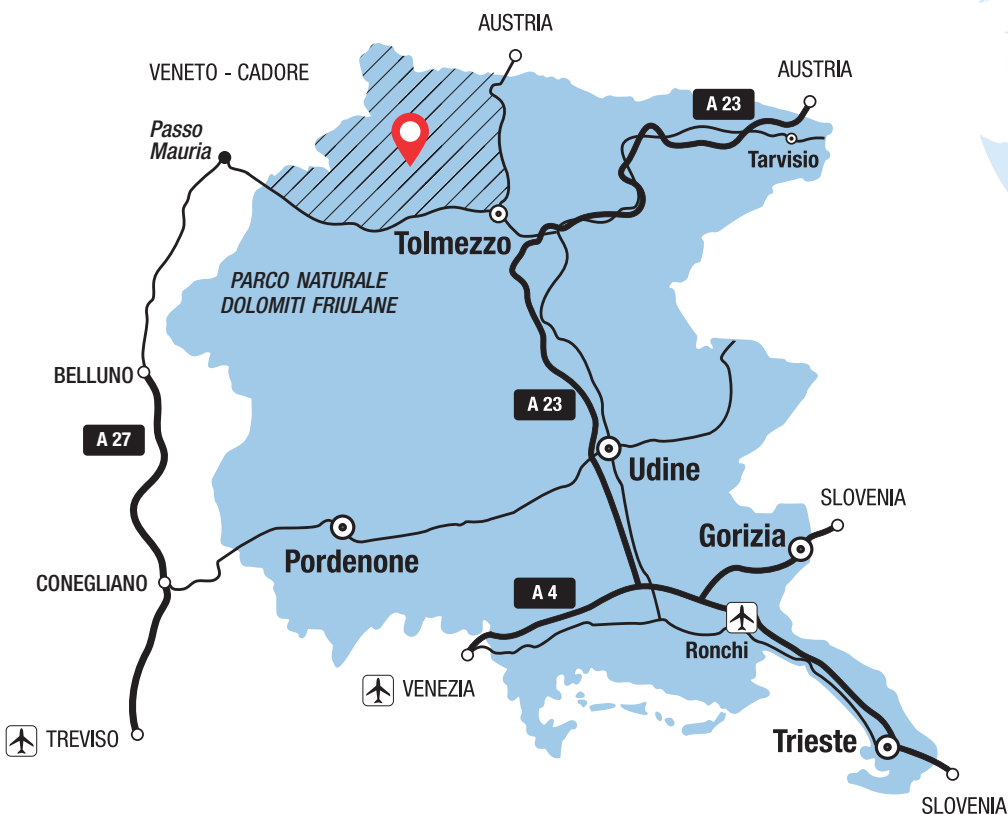 AUSTRIA
VENETO - CADORE
AUSTRIA
A 23
Passo
Mauria
Tarvisio
Tolmezzo
PARCO NATURALE
DOLOMITI FRIULANE
BELLUNO
A 23
A 27
Udine
SLOVENIA
Gorizia
Pordenone
CONEGLIANO
A 4
Ronchi
VENEZIA
TREVISO
Trieste
SLOVENIA